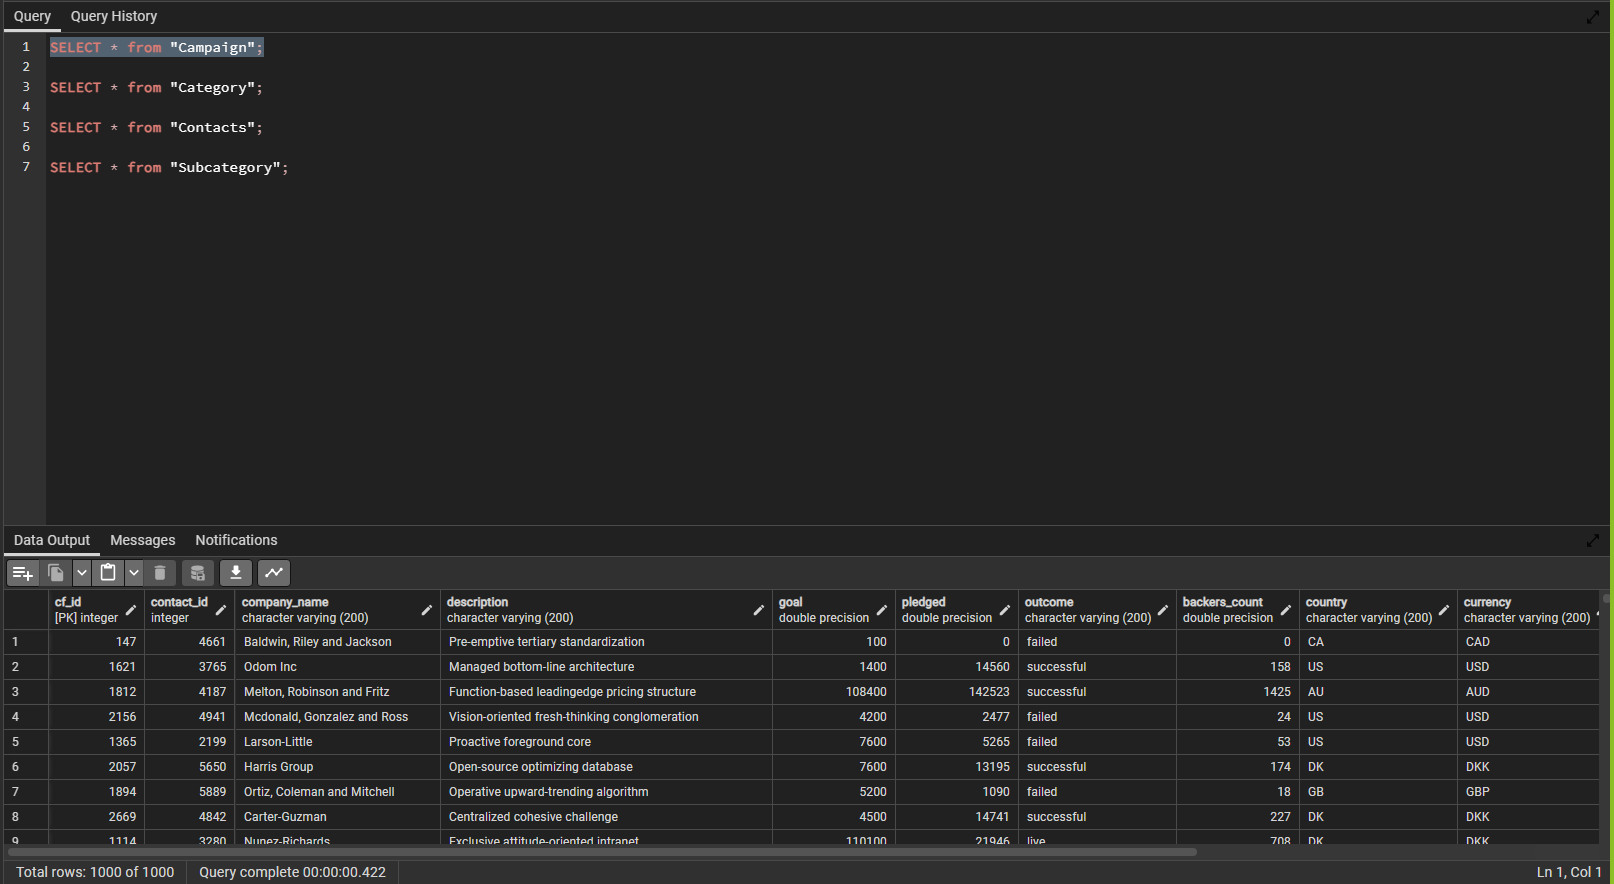 Query Query History
1 SELECT * from "Campaign";
2
3 SELECT * from "Category";
4
5 SELECT * from "Contacts";
6
7 SELECT * from "Subcategory";
Data Output Messages Notifications
cf_id contact_id company_name description goal pledged outcome backers_count country currency
[PK] integer integer character varying (200) character varying (200) double precision double precision character varying (200) double precision character varying (200) character varying (200)
1 147 4661 Baldwin, Riley and Jackson Pre-emptive tertiary standardization 100 0 failed 0 CA CAD
2 1621 3765 Odom Inc Managed bottom-line architecture 1400 14560 successful 158 US USD
3 1812 4187 Melton, Robinson and Fritz Function-based leadingedge pricing structure 108400 142523 successful 1425 AU AUD
4 2156 4941 Mcdonald, Gonzalez and Ross Vision-oriented fresh-thinking conglomeration 4200 2477 failed 24 US USD
5 1365 2199 Larson-Little Proactive foreground core 7600 5265 failed 53 US USD
6 2057 5650 Harris Group Open-source optimizing database 7600 13195 successful 174 DK DKK
7 1894 5889 Ortiz, Coleman and Mitchell Operative upward-trending algorithm 5200 1090 failed 18 GB GBP
8 2669 4842 Carter-Guzman Centralized cohesive challenge 4500 14741 successful 227 DK DKK
9 1114 3280 Nunez-Richards Exclusive attitude-oriented intranet 110100 21946 live 708 DK DKK
Total rows: 1000 of 1000 Query complete 00:00:00.422 Ln 1, Col 1